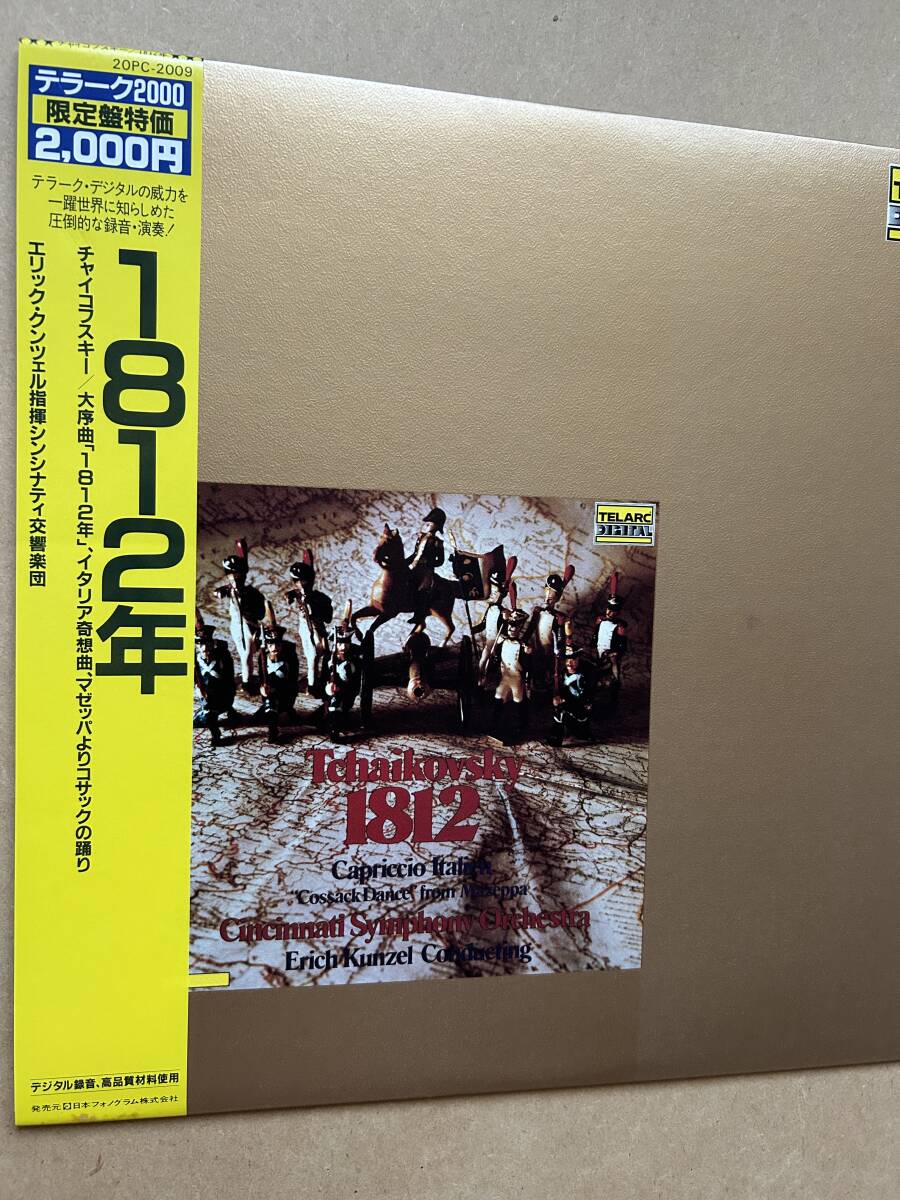 チャイコフスキー
20PC-2009
テラーク2000
限定盤特価
2,000円
テラーク・デジタルの威力を
一躍世界に知らしめた
圧倒的な録音・演奏!
1812年
チャイコフスキー/大序曲「1812年」、イタリア奇想曲、マゼッパよりコサックの踊り
エリック・クンツェル指揮シンシナティ交響楽団
デジタル録音、高品質材料使用
発売元 日本フォノグラム株式会社
TELARC
DIGITAL
Tchaikovsky
1812
Capriccio Italien
"Cossack Dance" from Mazeppa
Cincinnati Symphony Orchestra
Erich Kunzel Conducting